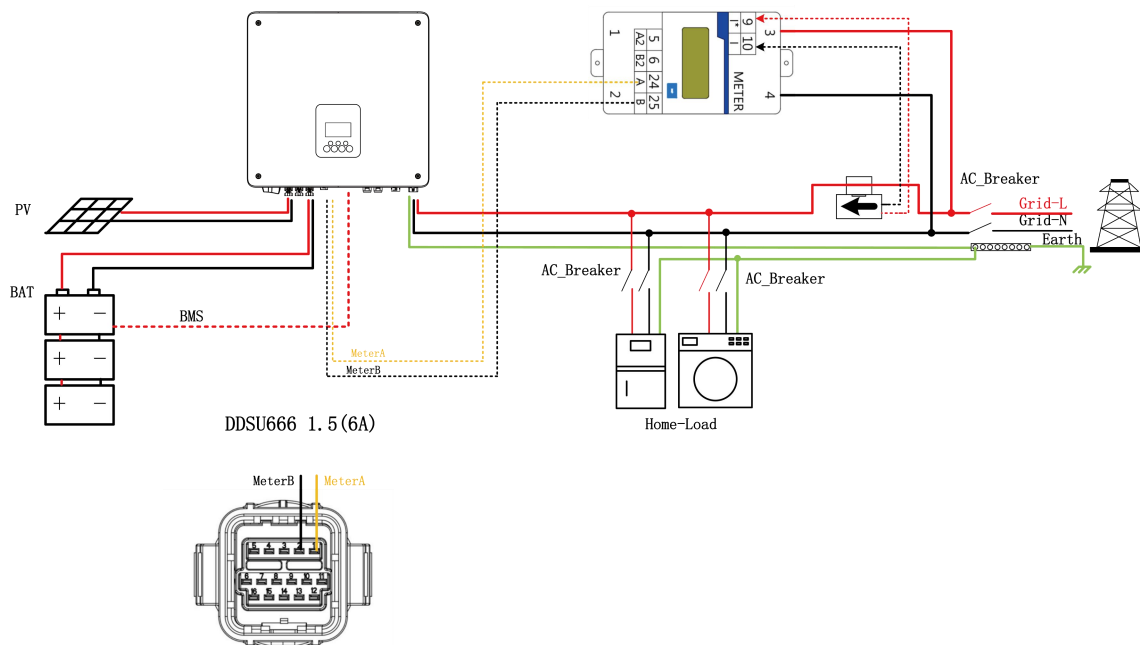 1
2
A2
5
B2
6
A
24
B
25
I*
9
I
10
METER
3
4
AC_Breaker
Grid-L
Grid-N
Earth
PV
BAT
+ −
+ −
+ −
BMS
MeterA
MeterB
AC_Breaker
AC_Breaker
Home-Load
DDSU666 1.5(6A)
MeterB
MeterA
5 4 3 2 1
6 7 8 9 10 11
16 15 14 13 12